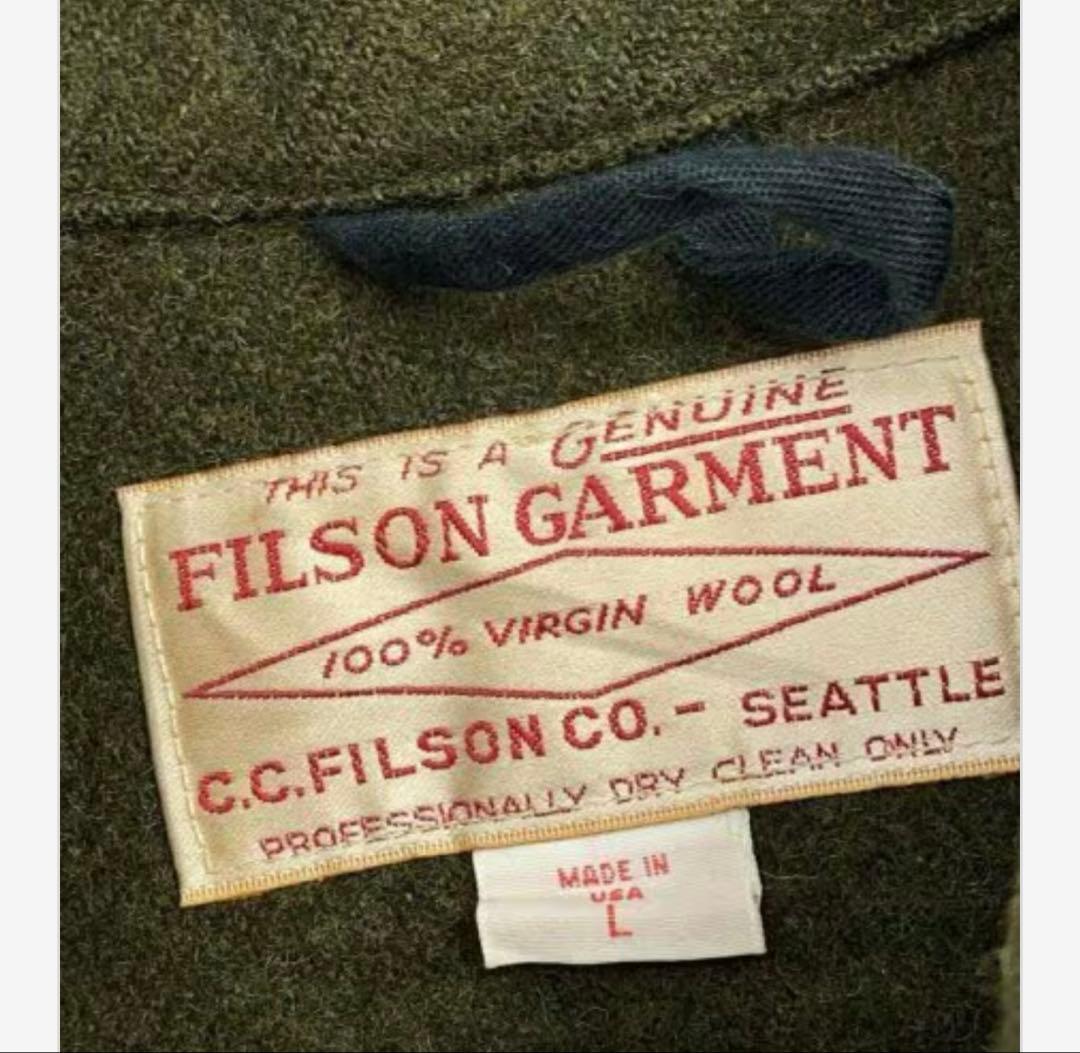 THIS IS A GENUINE
FILSON GARMENT
100% VIRGIN WOOL
C.C.FILSON CO.- SEATTLE
PROFESSIONALLY DRY CLEAN ONLY
MADE IN
USA
L